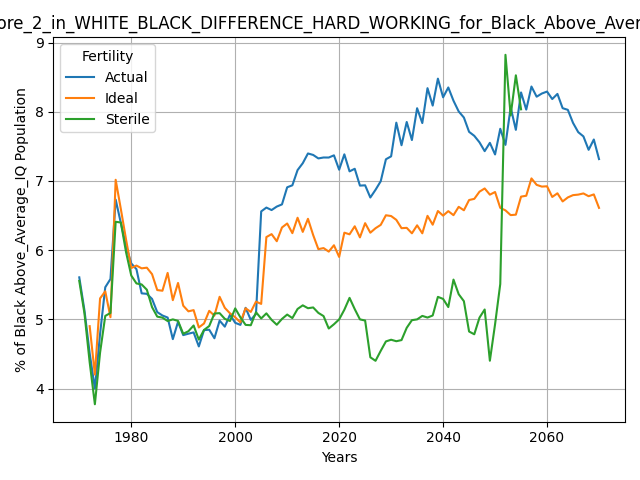 ore_2_in_WHITE_BLACK_DIFFERENCE_HARD_WORKING_for_Black_Above_Aver
9
8
7
6
5
4
% of Black Above_Average_IQ Population
Fertility
Actual
Ideal
Sterile
1980 2000 2020 2040 2060
Years